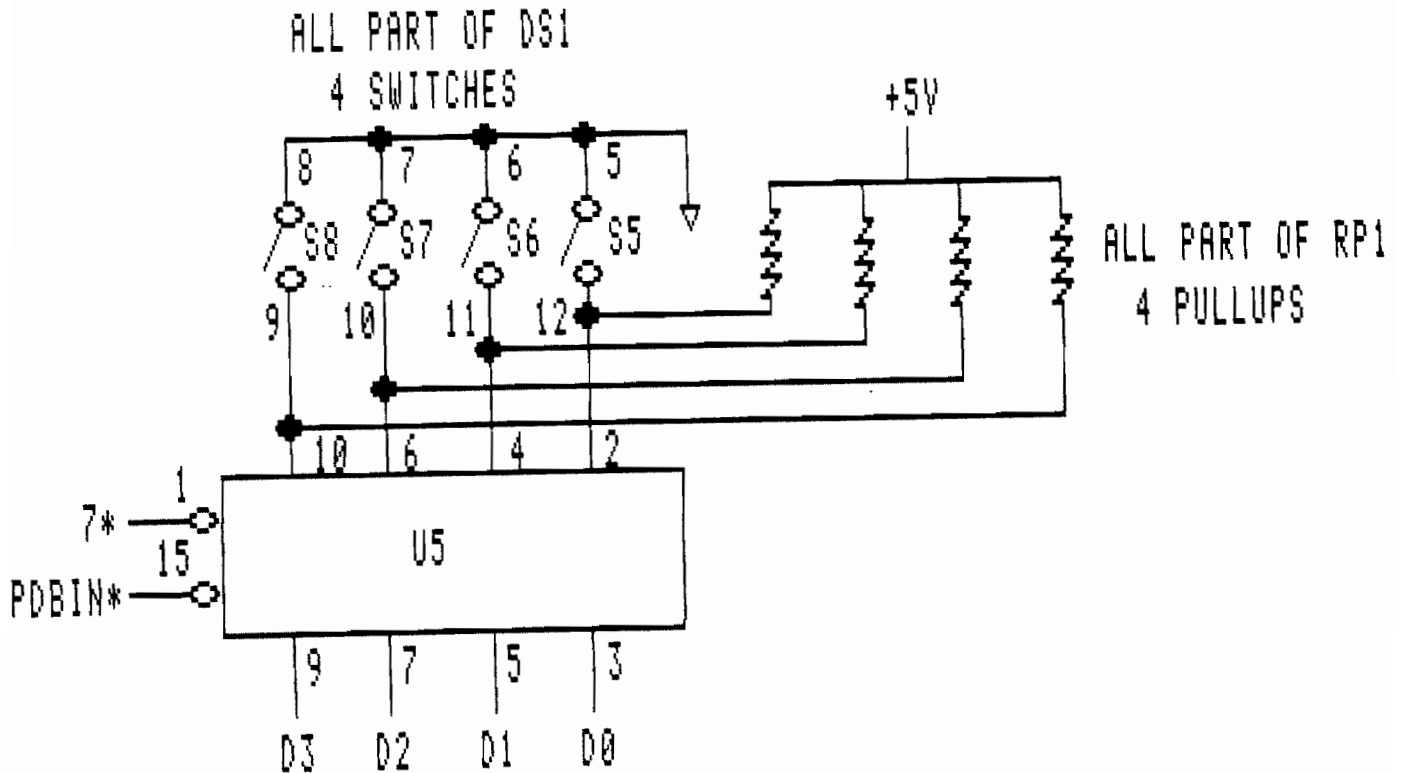 ALL PART OF DS1
4 SWITCHES
+5V
8 7 6 5
S8 S7 S6 S5
ALL PART OF RP1
4 PULLUPS
9 10 11 12
10 6 4 2
1
7*
U5
15
PDBIN*
9 7 5 3
D3 D2 D1 D0